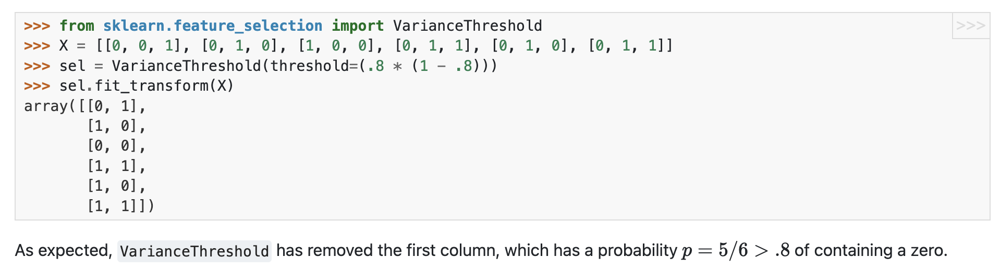 >>> from sklearn.feature_selection import VarianceThreshold
>>>
>>> X = [[0, 0, 1], [0, 1, 0], [1, 0, 0], [0, 1, 1], [0, 1, 0], [0, 1, 1]]
>>> sel = VarianceThreshold(threshold=(.8 * (1 - .8)))
>>> sel.fit_transform(X)
array([[0, 1],
       [1, 0],
       [0, 0],
       [1, 1],
       [1, 0],
       [1, 1]])
As expected, VarianceThreshold has removed the first column, which has a probability p = 5/6 > .8 of containing a zero.